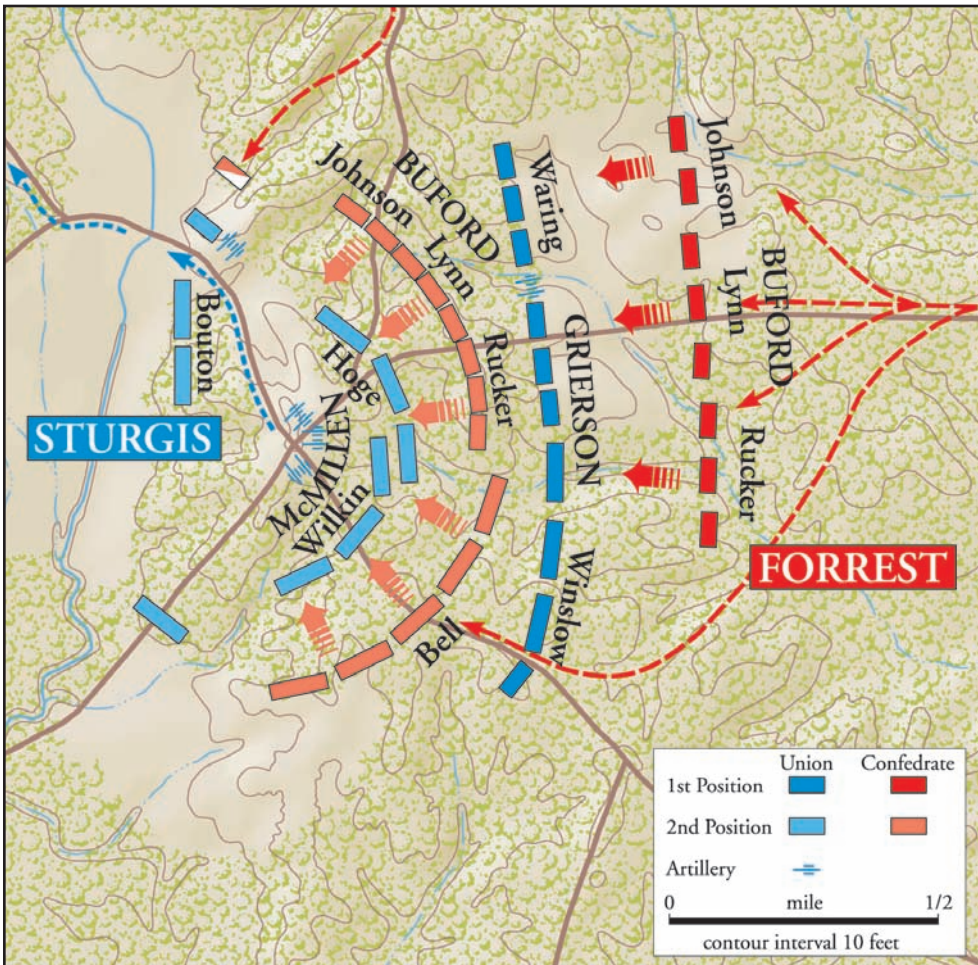 Johnson
BUFORD
Lynn
Rucker
Waring
GRIERSON
Winslow
Johnson
BUFORD
Lynn
Rucker
Bouton
Hoge
McMILLEN
Wilkin
STURGIS
FORREST
Bell
Union Confedrate
1st Position
2nd Position
Artillery
0 mile 1/2
contour interval 10 feet